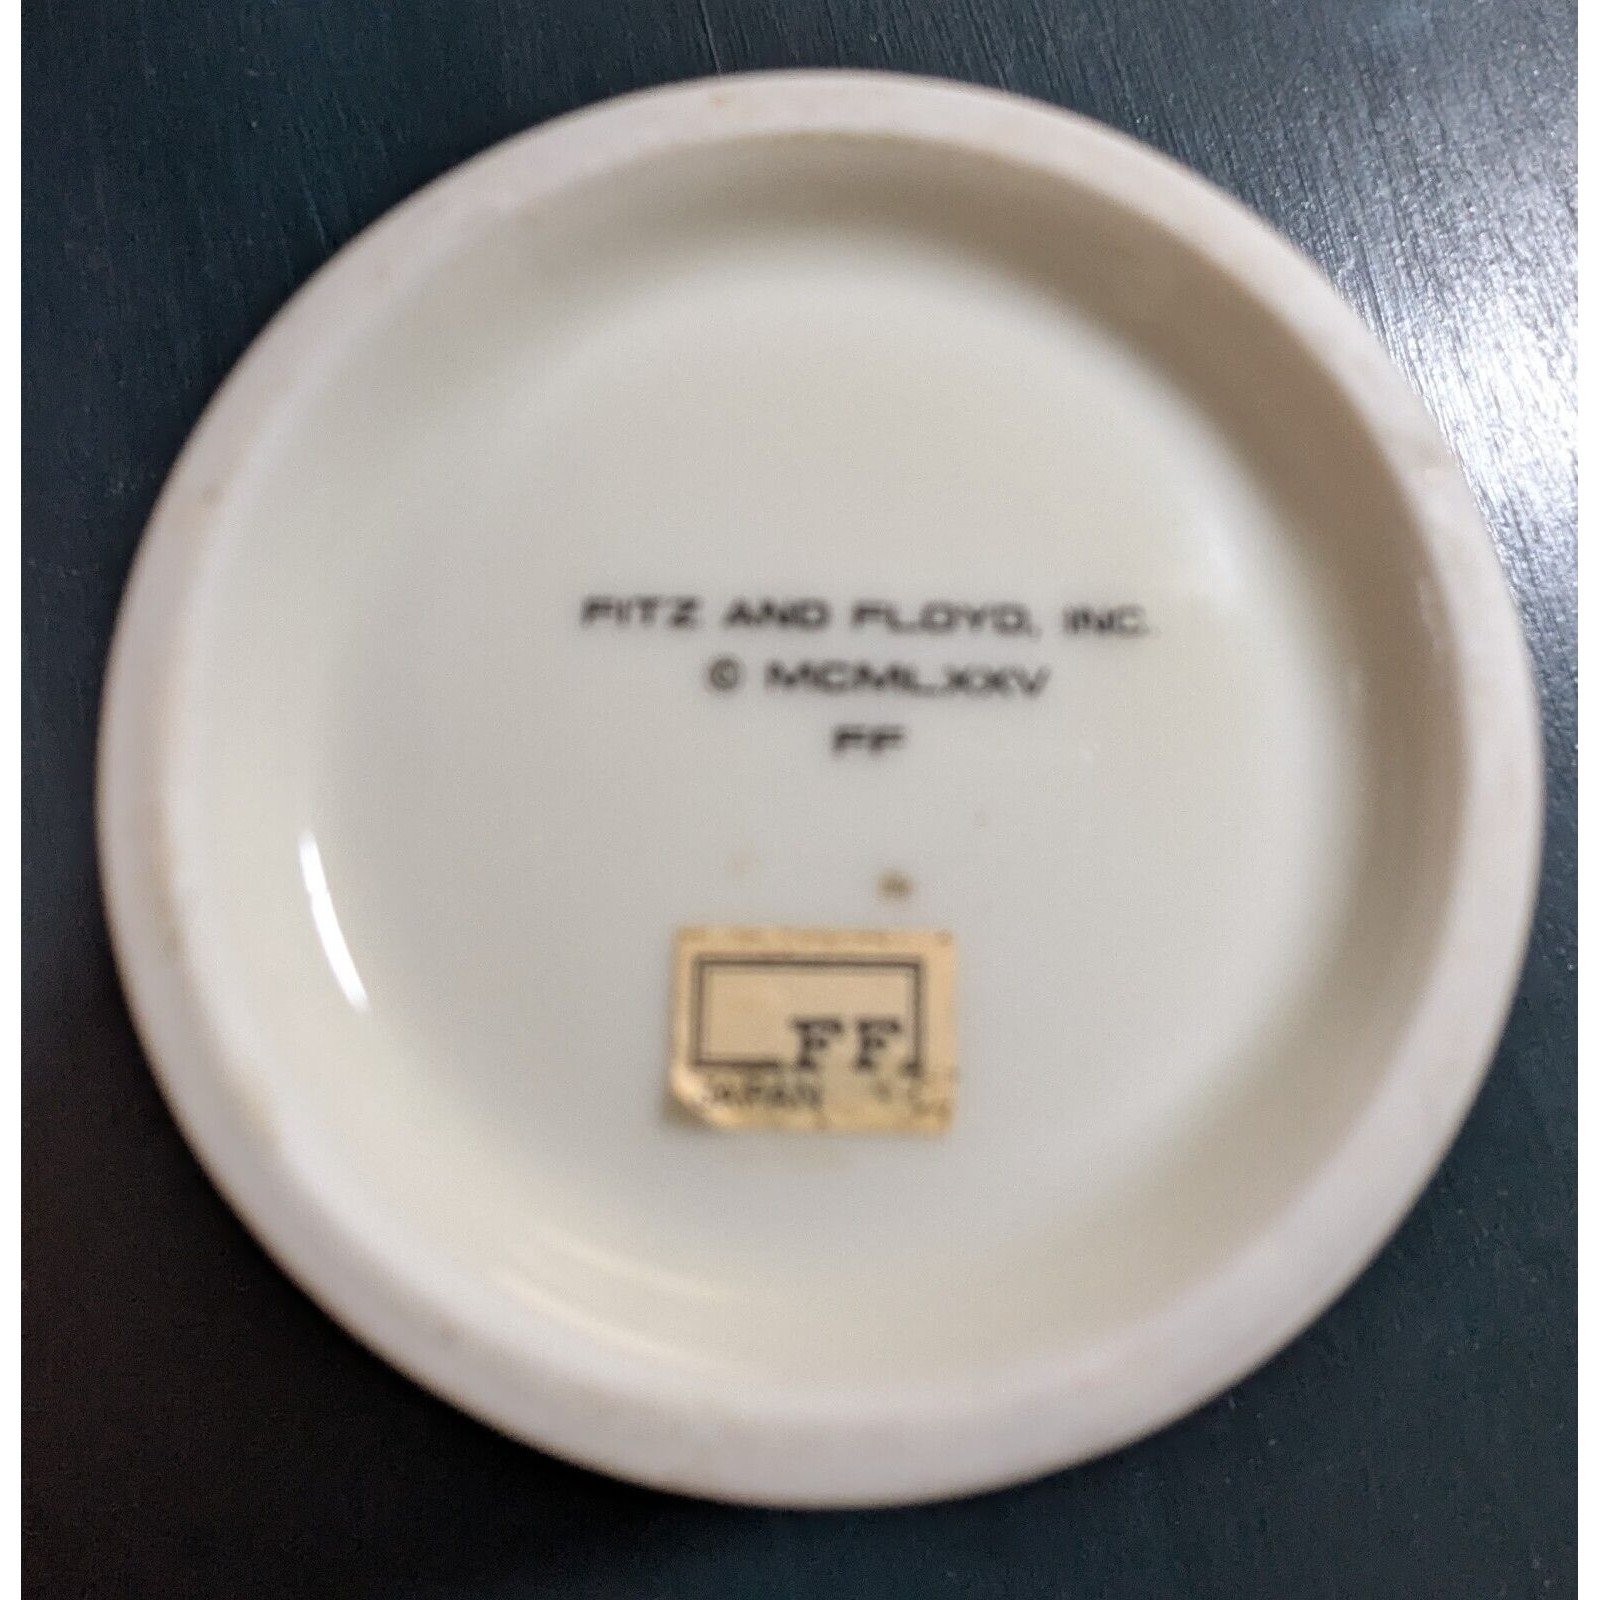 FITZ AND FLOYD, INC.
© MCMLXXV
FF
FF
JAPAN